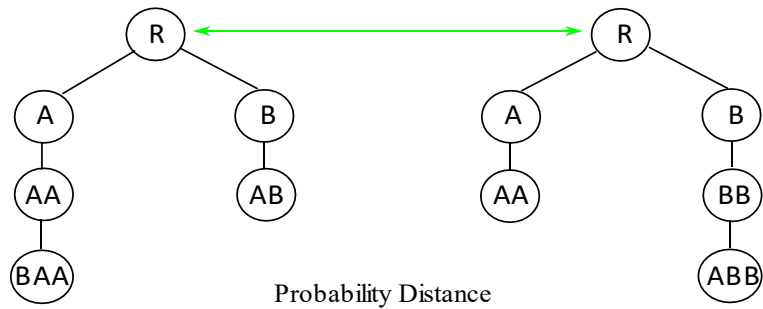 R R
A B A B
AA AB AA BB
BAA ABB
Probability Distance